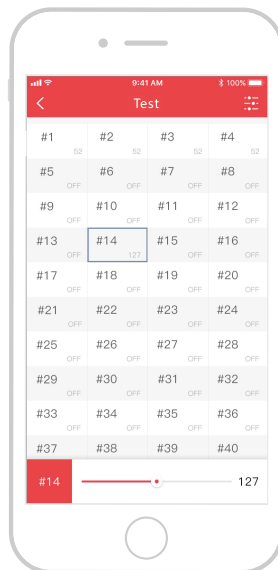 9:41 AM 100%
Test
#1 #2 #3 #4
52 52 52 52
#5 #6 #7 #8
OFF OFF OFF OFF
#9 #10 #11 #12
OFF OFF OFF OFF
#13 #14 #15 #16
OFF 127 OFF OFF
#17 #18 #19 #20
OFF OFF OFF OFF
#21 #22 #23 #24
OFF OFF OFF OFF
#25 #26 #27 #28
OFF OFF OFF OFF
#29 #30 #31 #32
OFF OFF OFF OFF
#33 #34 #35 #36
OFF OFF OFF OFF
#37 #38 #39 #40
#14 127